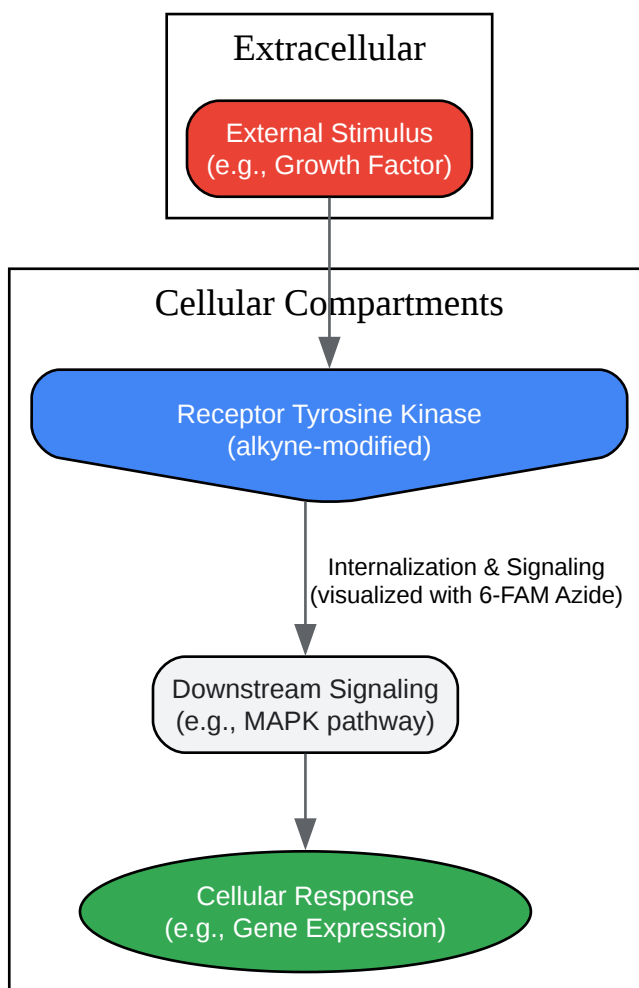 Extracellular
External Stimulus
(e.g., Growth Factor)
Cellular Compartments
Receptor Tyrosine Kinase
(alkyne-modified)
Internalization & Signaling
(visualized with 6-FAM Azide)
Downstream Signaling
(e.g., MAPK pathway)
Cellular Response
(e.g., Gene Expression)